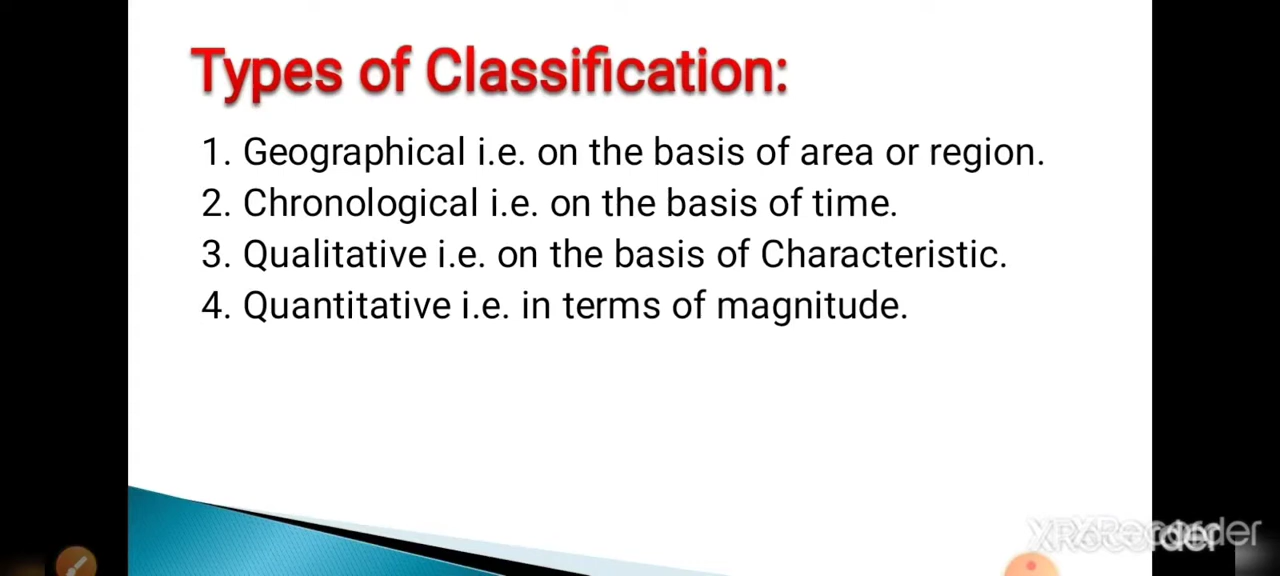 Types of Classification:
1. Geographical i.e. on the basis of area or region.
2. Chronological i.e. on the basis of time.
3. Qualitative i.e. on the basis of Characteristic.
4. Quantitative i.e. in terms of magnitude.
XRecorder